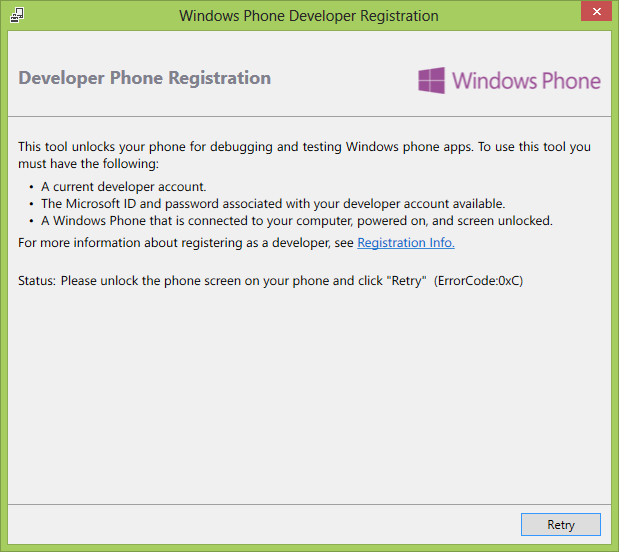 Windows Phone Developer Registration
Developer Phone Registration
Windows Phone
This tool unlocks your phone for debugging and testing Windows phone apps. To use this tool you
must have the following:
• A current developer account.
• The Microsoft ID and password associated with your developer account available.
• A Windows Phone that is connected to your computer, powered on, and screen unlocked.
For more information about registering as a developer, see Registration Info.
Status: Please unlock the phone screen on your phone and click "Retry" (ErrorCode:0xC)
Retry